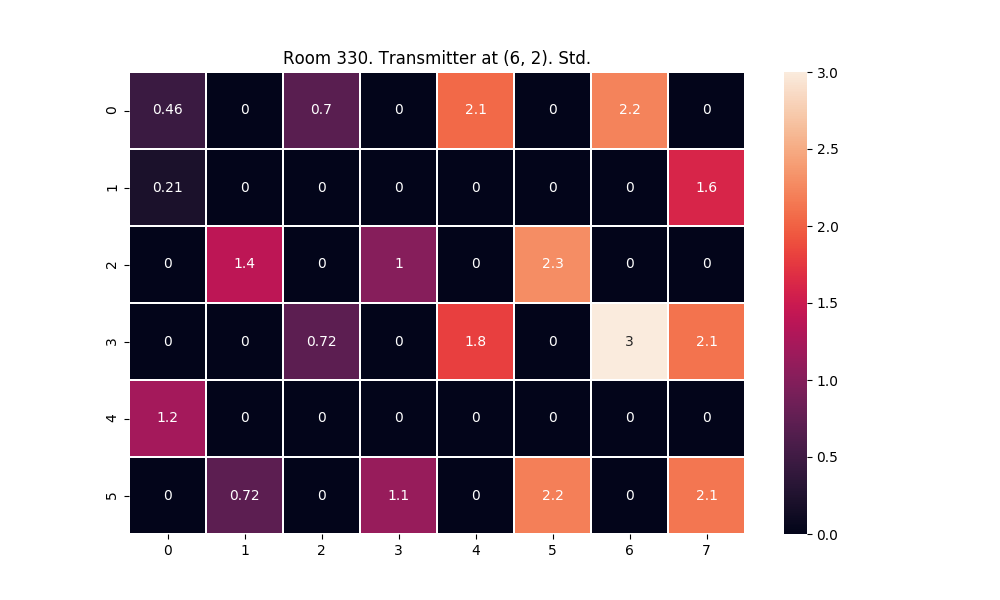 Room 330. Transmitter at (6, 2). Std.
0 0.46 0 0.7 0 2.1 0 2.2 0
1 0.21 0 0 0 0 0 0 1.6
2 0 1.4 0 1 0 2.3 0 0
3 0 0 0.72 0 1.8 0 3 2.1
4 1.2 0 0 0 0 0 0 0
5 0 0.72 0 1.1 0 2.2 0 2.1
0 1 2 3 4 5 6 7
3.0
2.5
2.0
1.5
1.0
0.5
0.0